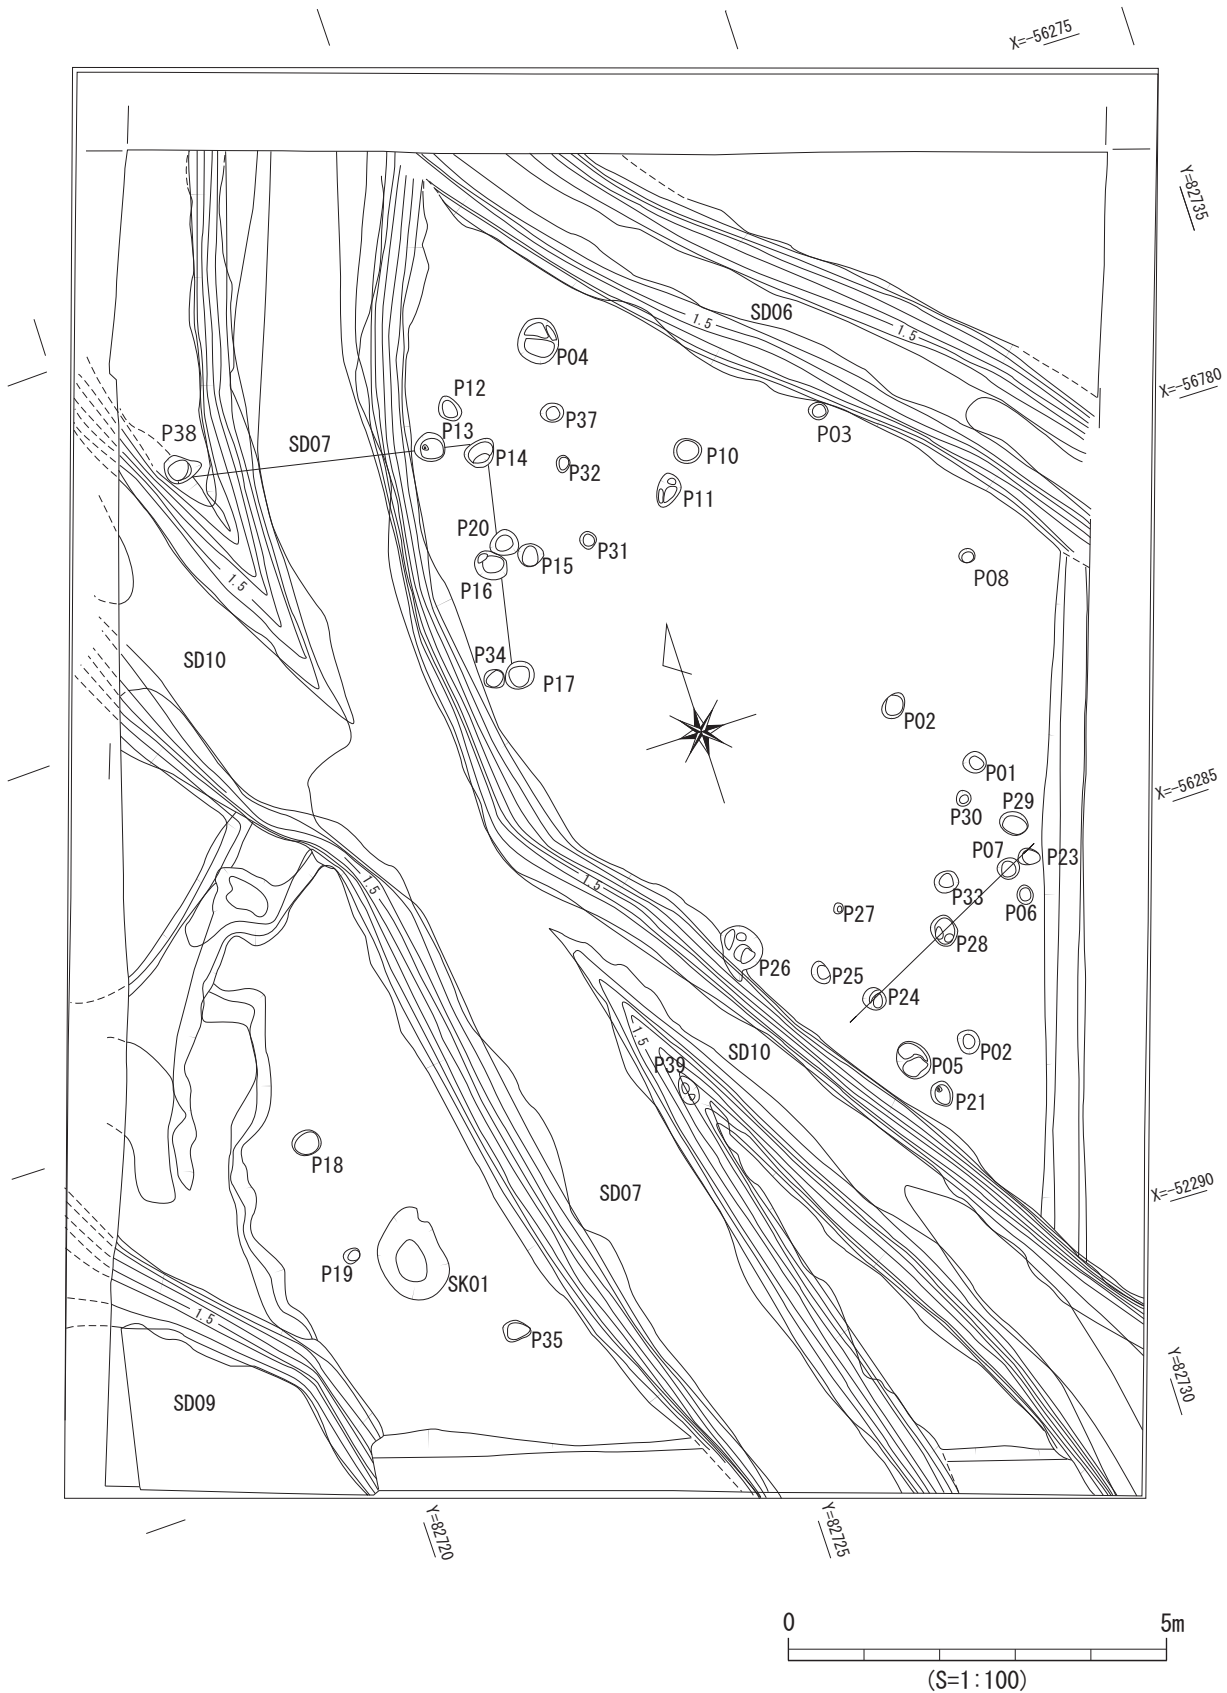 X=-56275
Y=82735
SD06
1.5
1.5
P04
X=-56780
P12
P37
P03
P13
P38
SD07
P14
P10
P32
P11
P20
P31
P15
P08
P16
1.5
P34
SD10
P17
P02
P01
X=-56285
P30
P29
P07
P23
1.5
1.5
P33
P06
P27
P28
P26
P25
P24
1.5
SD10
P02
P39
P05
P21
P18
SD07
X=-52290
P19
SK01
1.5
P35
Y=82730
SD09
Y=82720
Y=82725
0
5m
(S=1:100)